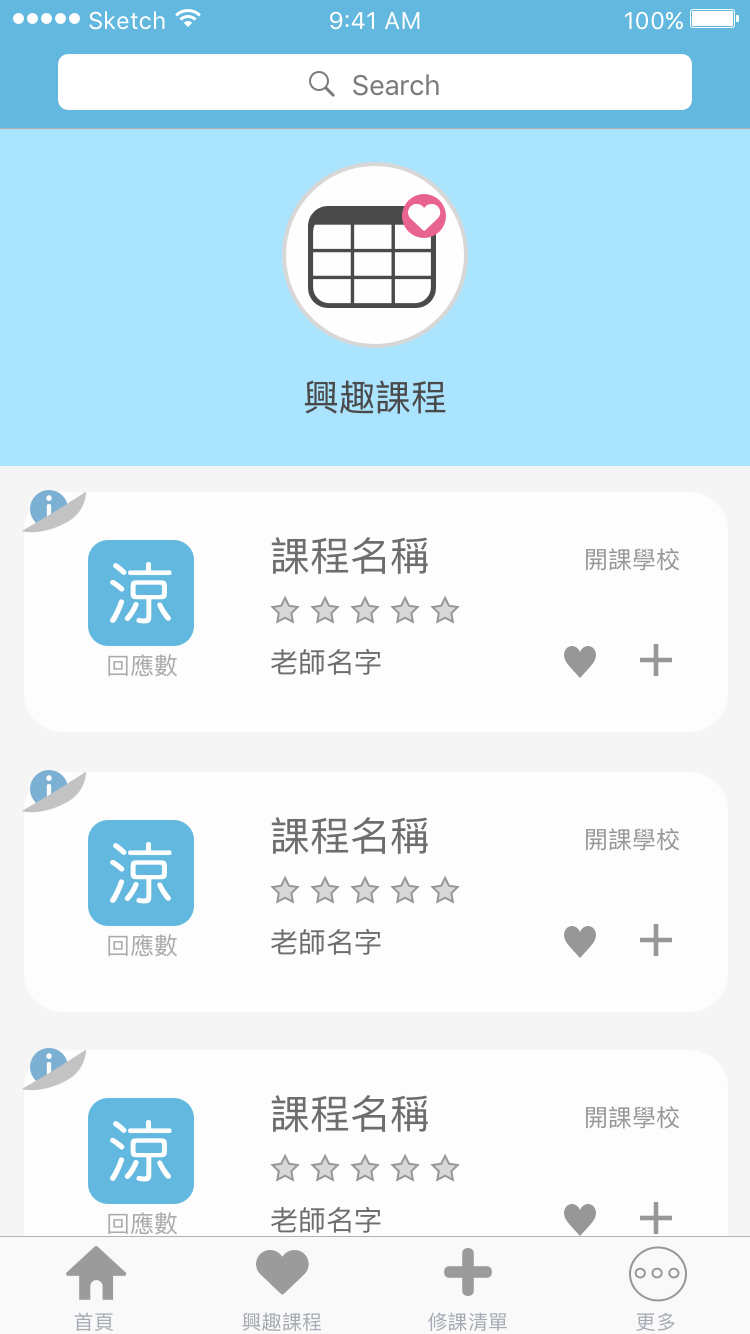 Sketch 9:41 AM 100%
Search
興趣課程
課程名稱 開課學校
涼
老師名字
回應數
課程名稱 開課學校
涼
老師名字
回應數
課程名稱 開課學校
涼
老師名字
回應數
首頁 興趣課程 修課清單 更多